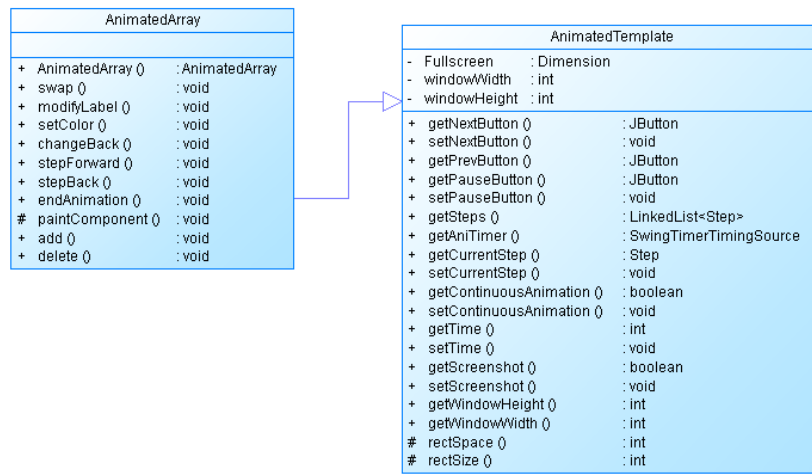 AnimatedArray
+ AnimatedArray () : AnimatedArray
+ swap () : void
+ modifyLabel () : void
+ setColor () : void
+ changeBack () : void
+ stepForward () : void
+ stepBack () : void
+ endAnimation () : void
# paintComponent () : void
+ add () : void
+ delete () : void
AnimatedTemplate
- Fullscreen : Dimension
- windowWidth : int
- windowHeight : int
+ getNextButton () : JButton
+ setNextButton () : void
+ getPrevButton () : JButton
+ getPauseButton () : JButton
+ setPauseButton () : void
+ getSteps () : LinkedList<Step>
+ getAniTimer () : SwingTimerTimingSource
+ getCurrentStep () : Step
+ setCurrentStep () : void
+ getContinuousAnimation () : boolean
+ setContinuousAnimation () : void
+ getTime () : int
+ setTime () : void
+ getScreenshot () : boolean
+ setScreenshot () : void
+ getWindowHeight () : int
+ getWindowWidth () : int
# rectSpace () : int
# rectSize () : int